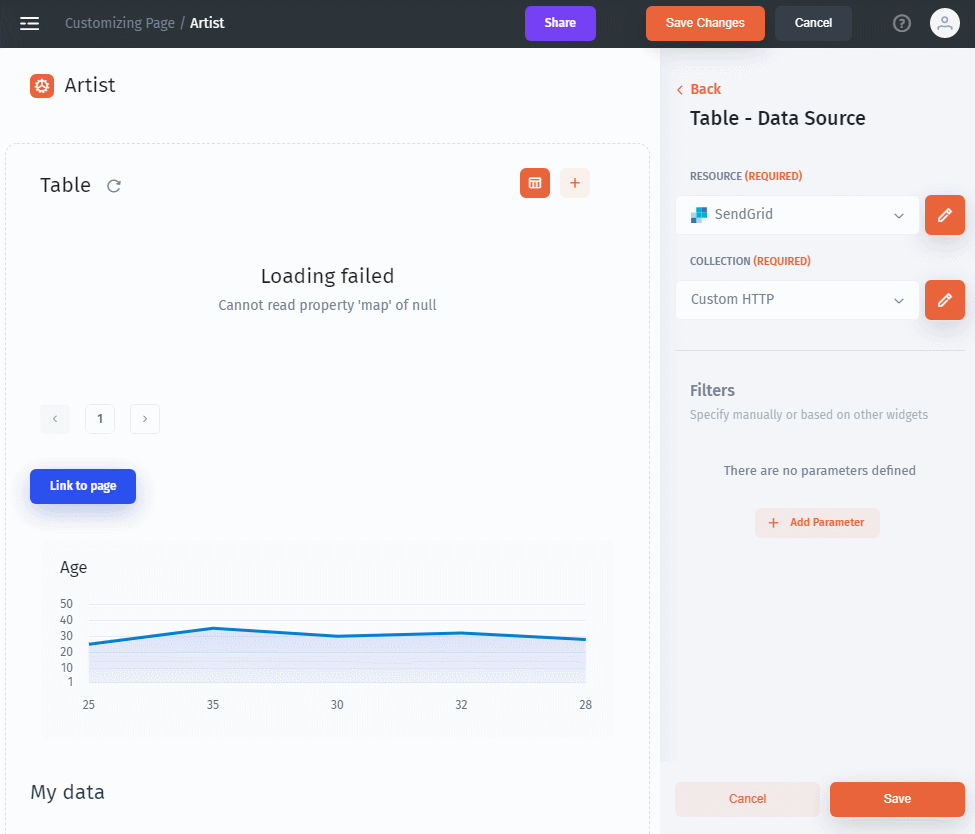 Customizing Page / Artist
Share
Save Changes
Cancel
?
Artist
Table
+
Loading failed
Cannot read property 'map' of null
1
Link to page
Age
50
40
30
20
10
1
25 35 30 32 28
My data
Back
Table - Data Source
RESOURCE (REQUIRED)
SendGrid
COLLECTION (REQUIRED)
Custom HTTP
Filters
Specify manually or based on other widgets
There are no parameters defined
+ Add Parameter
Cancel
Save